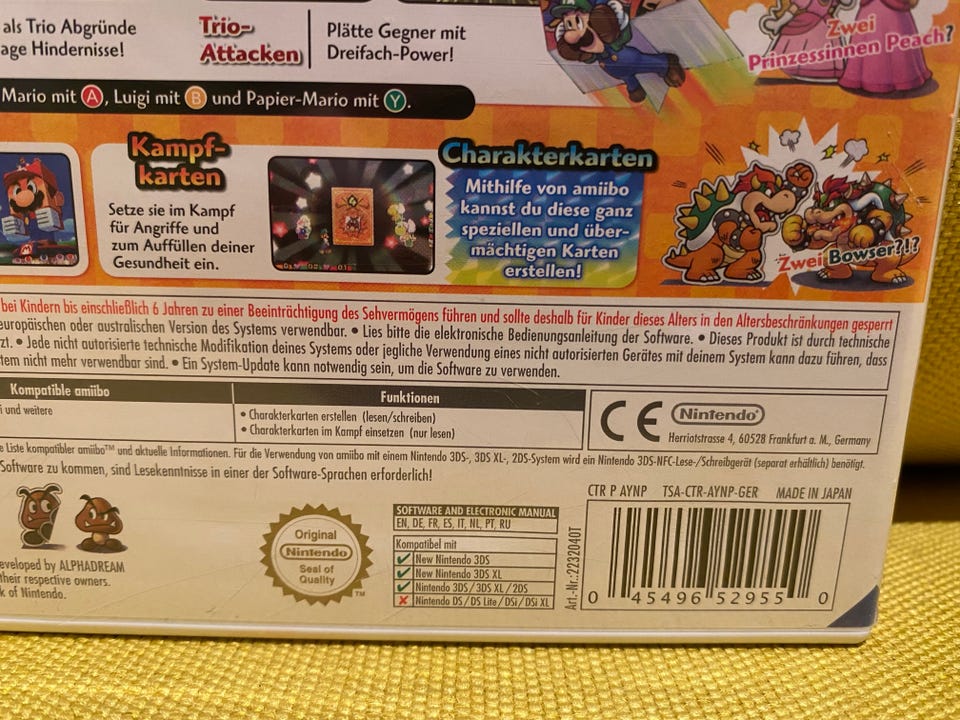 als Trio Abgründe
age Hindernisse!
Trio-
Attacken
Plätte Gegner mit
Dreifach-Power!
Zwei
Prinzessinnen Peach?
Mario mit A, Luigi mit B und Papier-Mario mit Y.
Kampf-
karten
Setze sie im Kampf
für Angriffe und
zum Auffüllen deiner
Gesundheit ein.
Charakterkarten
Mithilfe von amiibo
kannst du diese ganz
speziellen und über-
mächtigen Karten
erstellen!
Zwei Bowser?!?
bei Kindern bis einschließlich 6 Jahren zu einer Beeinträchtigung des Sehvermögens führen und sollte deshalb für Kinder dieses Alters in den Altersbeschränkungen gesperrt
europäischen oder australischen Version des Systems verwendbar. • Lies bitte die elektronische Bedienungsanleitung der Software. • Dieses Produkt ist durch technische
zt. • Jede nicht autorisierte technische Modifikation deines Systems oder jegliche Verwendung eines nicht autorisierten Gerätes mit deinem System kann dazu führen, dass
tem nicht mehr verwendbar sind. • Ein System-Update kann notwendig sein, um die Software zu verwenden.
Kompatible amiibo
Funktionen
i und weitere
• Charakterkarten erstellen (lesen/schreiben)
• Charakterkarten im Kampf einsetzen (nur lesen)
CE
Nintendo
Herriotstrasse 4, 60528 Frankfurt a. M., Germany
e Liste kompatibler amiibo™ und aktuelle Informationen. Für die Verwendung von amiibo mit einem Nintendo 3DS-, 3DS XL-, 2DS-System wird ein Nintendo 3DS-NFC-Lese-/Schreibgerät (separat erhältlich) benötigt.
Software zu kommen, sind Lesekenntnisse in einer der Software-Sprachen erforderlich!
eveloped by ALPHADREAM
their respective owners.
k of Nintendo.
Original
Nintendo
Seal of
Quality
TM
SOFTWARE AND ELECTRONIC MANUAL
EN, DE, FR, ES, IT, NL, PT, RU
Kompatibel mit
New Nintendo 3DS
New Nintendo 3DS XL
Nintendo 3DS / 3DS XL / 2DS
Nintendo DS / DS Lite / DSi / DSi XL
CTR P AYNP TSA-CTR-AYNP-GER MADE IN JAPAN
Art.-Nr.:2232040T
0 45496 52955 0